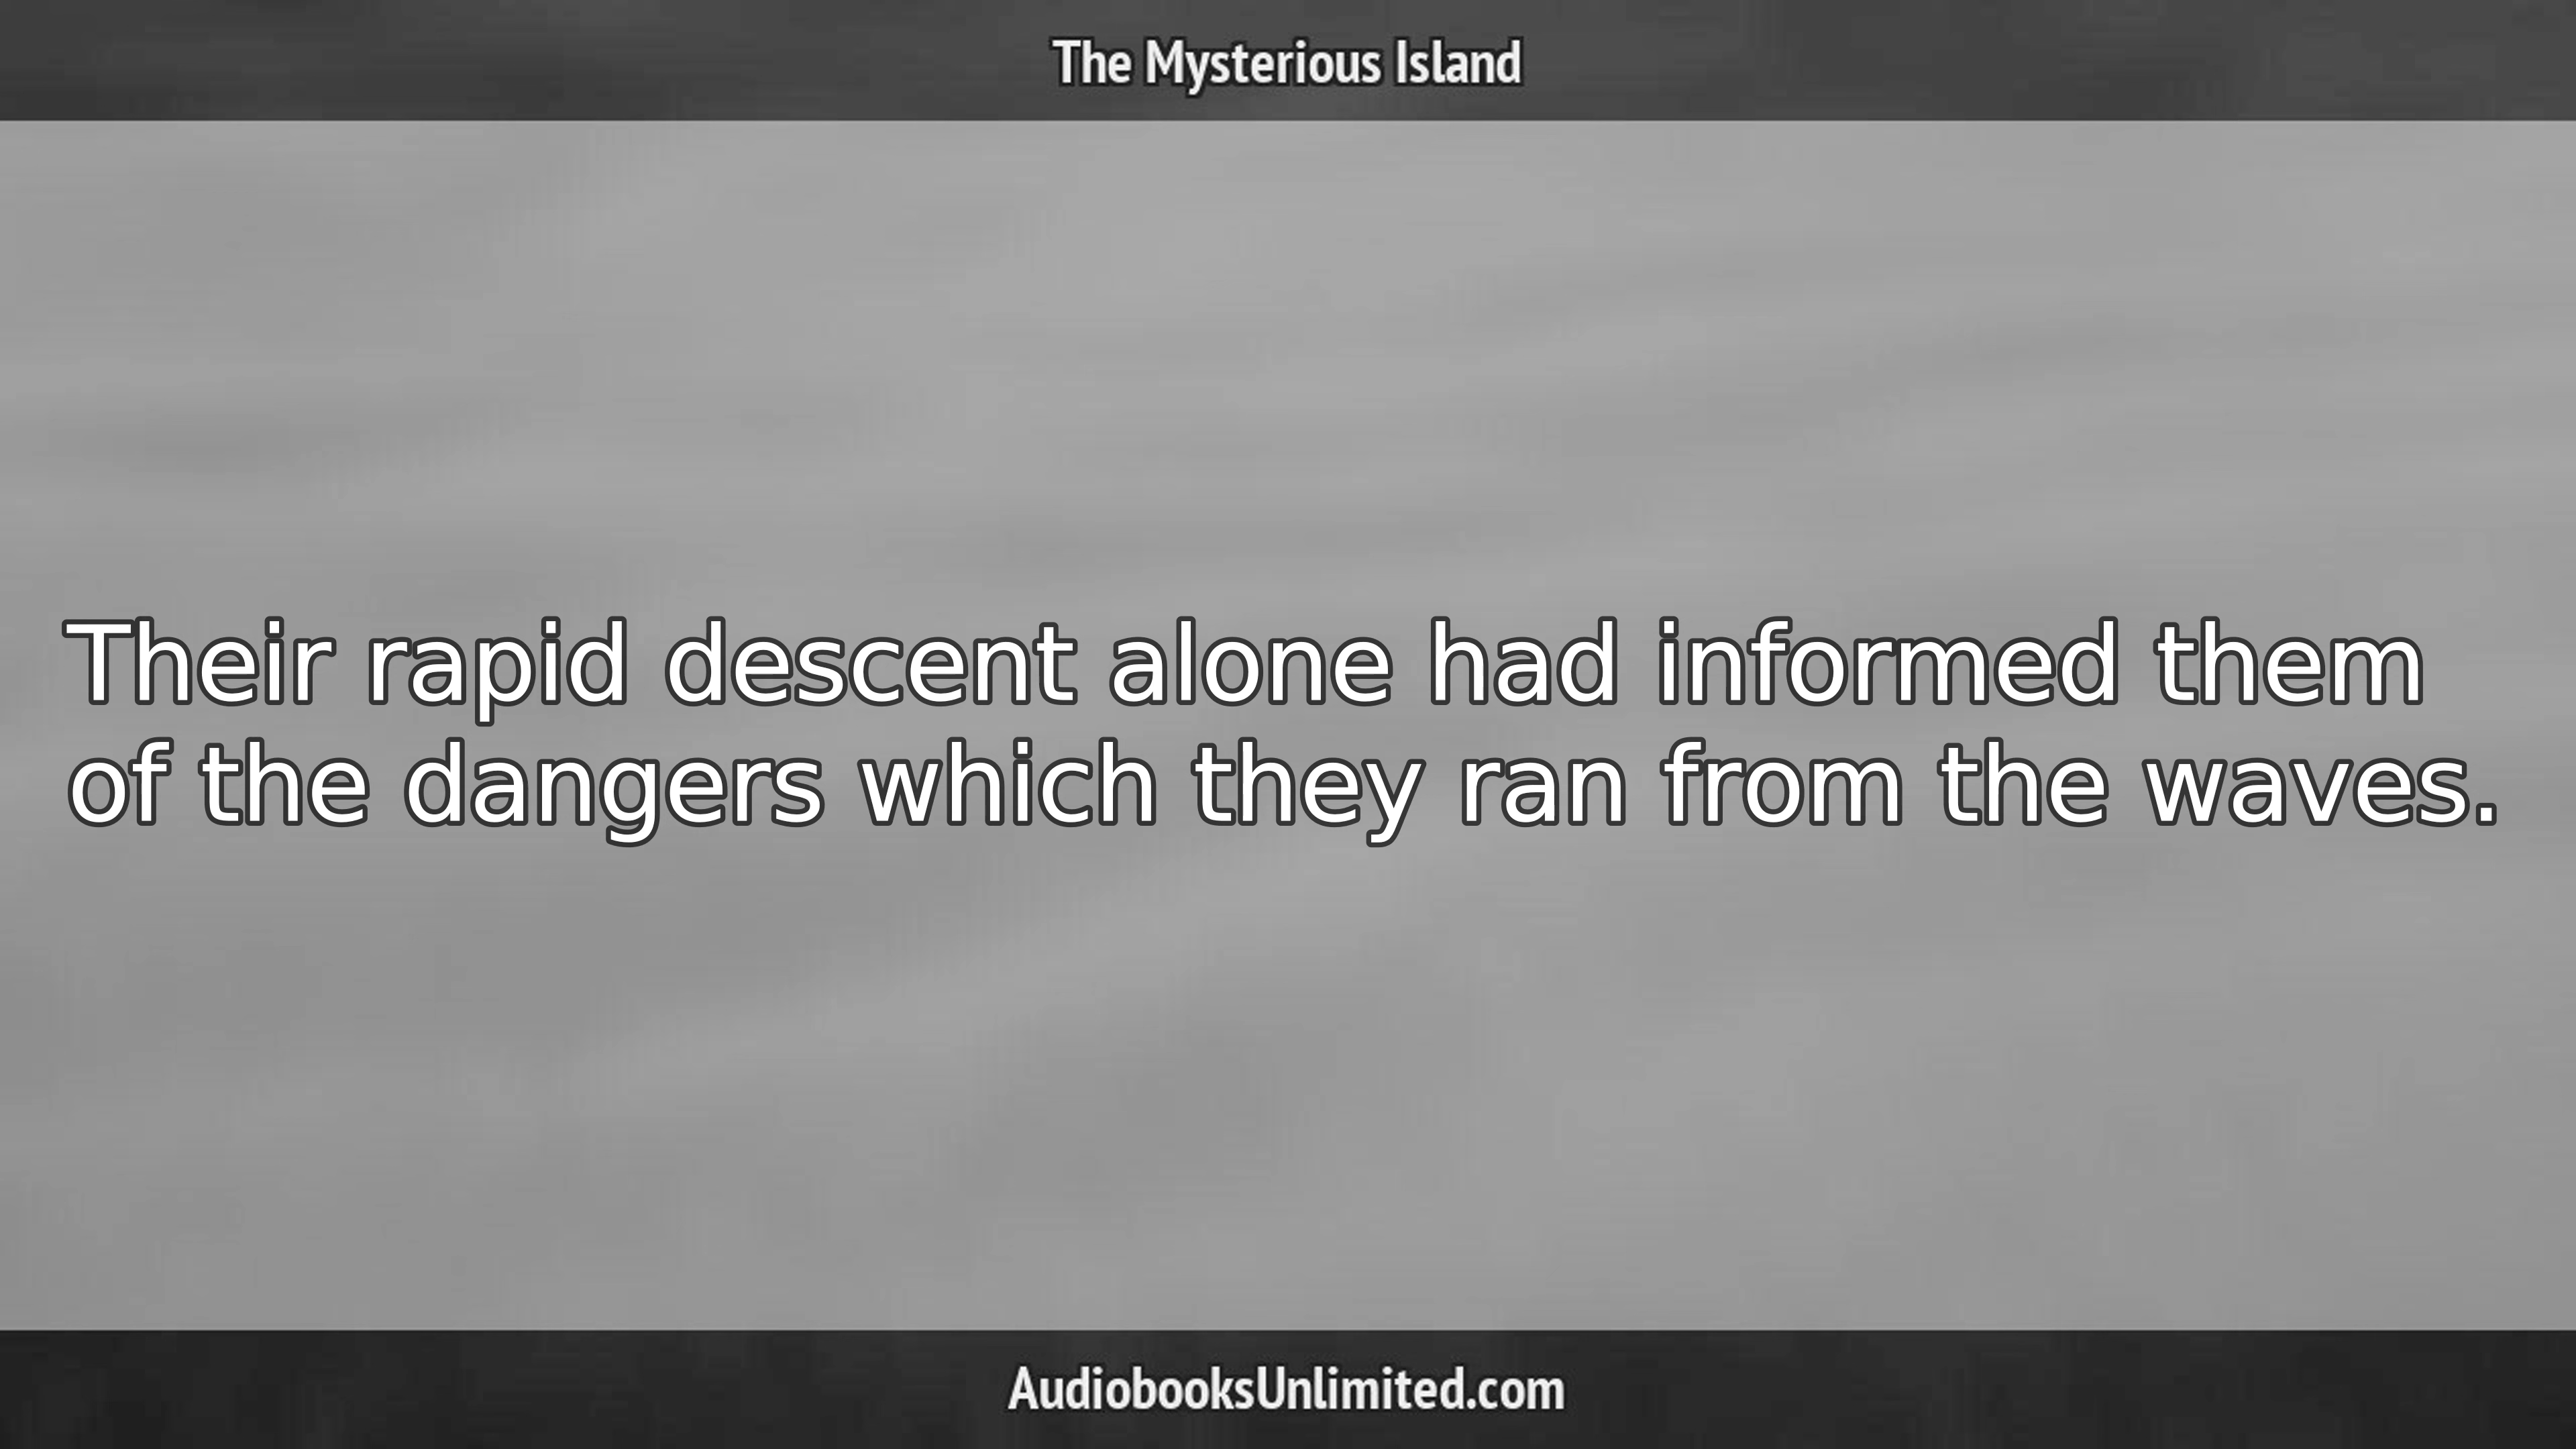 The Mysterious Island
Their rapid descent alone had informed them
of the dangers which they ran from the waves.
AudiobooksUnlimited.com